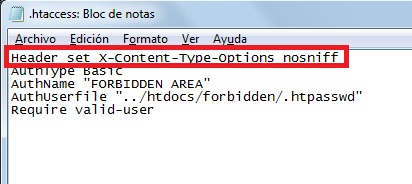 .htaccess: Bloc de notas
Archivo Edición Formato Ver Ayuda
Header set X-Content-Type-Options nosniff
AuthType Basic
AuthName "FORBIDDEN AREA"
AuthUserfile "../htdocs/forbidden/.htpasswd"
Require valid-user